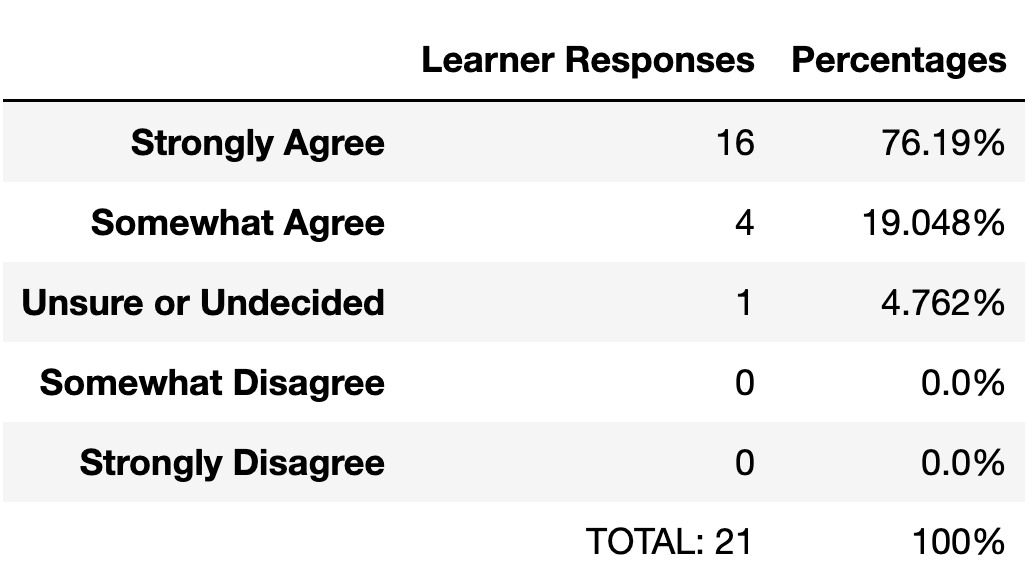 Learner Responses Percentages
Strongly Agree 16 76.19%
Somewhat Agree 4 19.048%
Unsure or Undecided 1 4.762%
Somewhat Disagree 0 0.0%
Strongly Disagree 0 0.0%
TOTAL: 21 100%